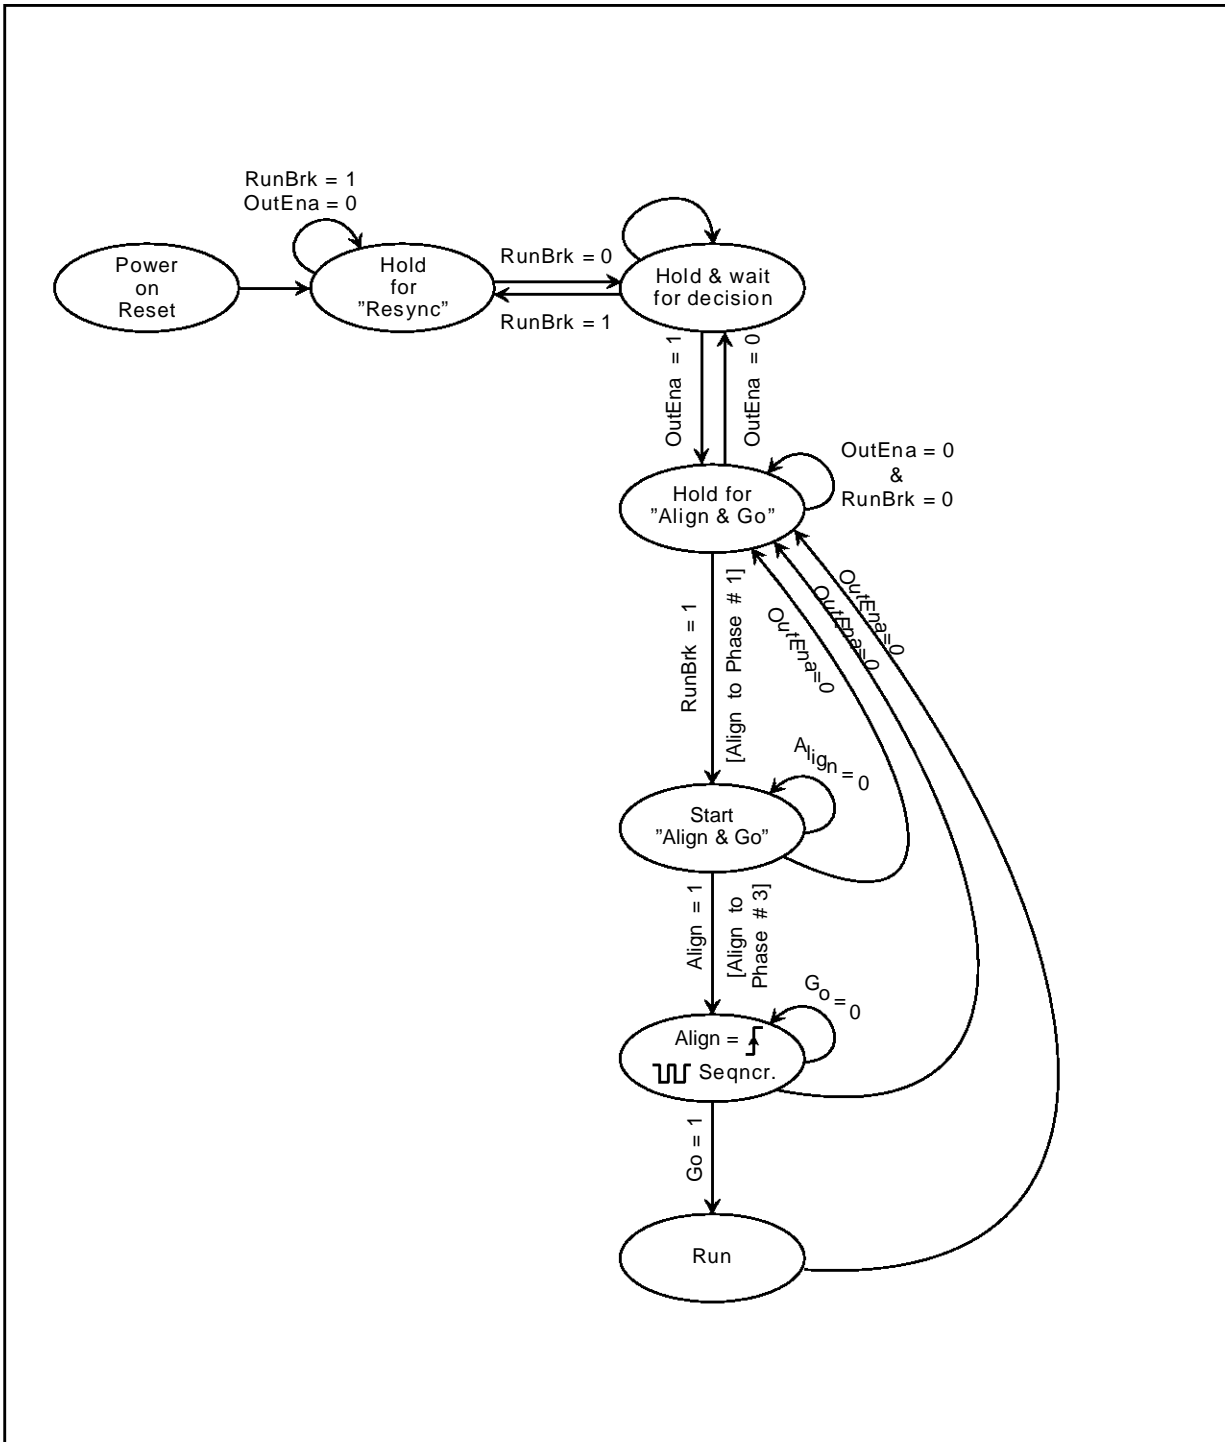 RunBrk = 1
OutEna = 0
Power
on
Reset
Hold
for
”Resync”
RunBrk = 0
RunBrk = 1
Hold & wait
for decision
OutEna = 1
OutEna = 0
Hold for
”Align & Go”
OutEna = 0
&
RunBrk = 0
RunBrk = 1
[Align to Phase # 1]
OutEna=0
OutEna=0
OutEna=0
Align = 0
Start
”Align & Go”
Align = 1
[Align to
Phase # 3]
Go = 0
Align =
Seqncr.
Go = 1
Run